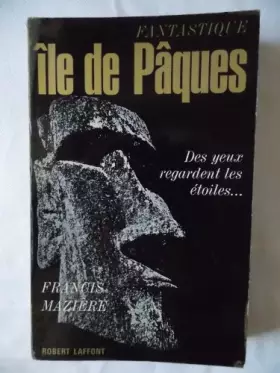 FANTASTIQUE
île de Pâques
Des yeux
regardent les
étoiles...
FRANCIS
MAZIÈRE
ROBERT LAFFONT